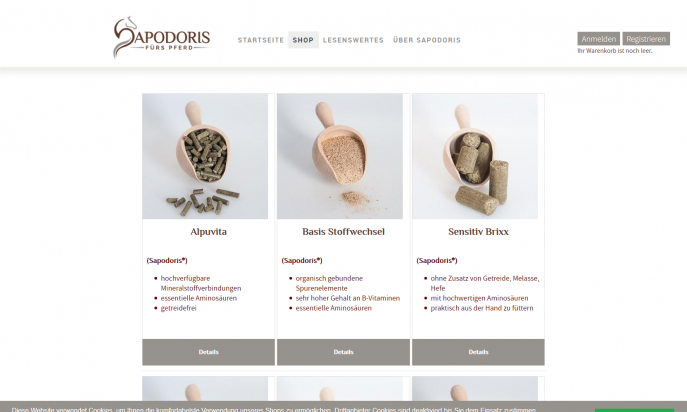 SAPODORIS
FÜRS PFERD
STARTSEITE SHOP LESENSWERTES ÜBER SAPODORIS
Anmelden Registrieren
Ihr Warenkorb ist noch leer.
Alpuvita
(Sapodoris®)
hochverfügbare
Mineralstoffverbindungen
essentielle Aminosäuren
getreidefrei
Details
Basis Stoffwechsel
(Sapodoris®)
organisch gebundene
Spurenelemente
sehr hoher Gehalt an B-Vitaminen
essentielle Aminosäuren
Details
Sensitiv Brixx
(Sapodoris®)
ohne Zusatz von Getreide, Melasse,
Hefe
mit hochwertigen Aminosäuren
praktisch aus der Hand zu füttern
Details
Diese Website verwendet Cookies, um Ihnen die komfortabelste Verwendung unseres Shops zu ermöglichen. Drittanbieter Cookies sind deaktiviert bis Sie dem Einsatz zustimmen.